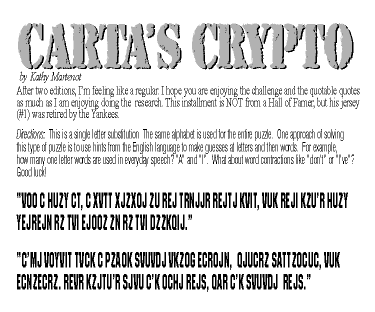 CARTA'S CRYPTO
by Kathy Martenot
After two editions, I'm feeling like a regular. I hope you are enjoying the challenge and the quotable quotes
as much as I am enjoying doing the research. This installment is NOT from a Hall of Famer, but his jersey
(#1) was retired by the Yankees.
Directions: This is a single letter substitution. The same alphabet is used for the entire puzzle. One approach of solving
this type of puzzle is to use hints from the English language to make guesses at letters and then words. For example,
how many one letter words are used in everyday speech? "A" and "I"!. What about word contractions like "don't" or "I've"?
Good luck!
"VOO C HUZY CT, C XVTT XJZXOJ ZU REJ TRNJJR REJTJ KVIT, VUK REJI KZU'R HUZY
YEJREJN RZ TVI EJOOZ ZN RZ TVI DZZKQIJ."
"C'MJ VOYVIT TVCK C PZAOK SVUVDJ VKZOG ECROJN, QJUCRZ SATTZOCUC, VUK
ECNZECRZ. REVR KZJTU'R SJVU C'K OCHJ REJS, QAR C'K SVUVDJ REJS."